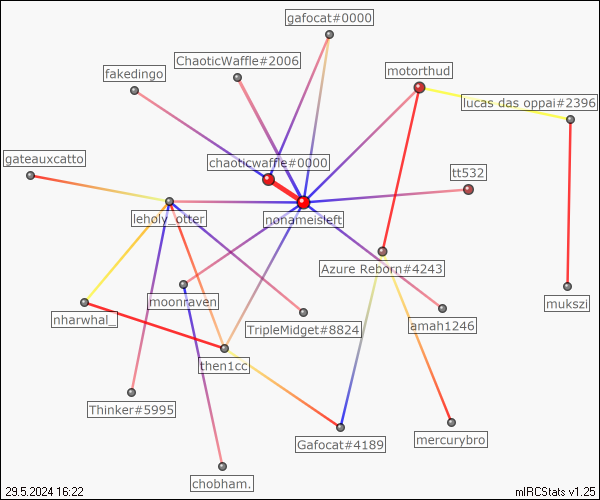 gafocat#0000
ChaoticWaffle#2006
fakedingo
motorthud
lucas das oppai#2396
gateauxcatto
chaoticwaffle#0000
tt532
leholy_otter
nonameisleft
Azure Reborn#4243
moonraven
mukszi
nharwhal_
TripleMidget#8824
amah1246
then1cc
Thinker#5995
Gafocat#4189
mercurybro
chobham.
29.5.2024 16:22
mIRCStats v1.25